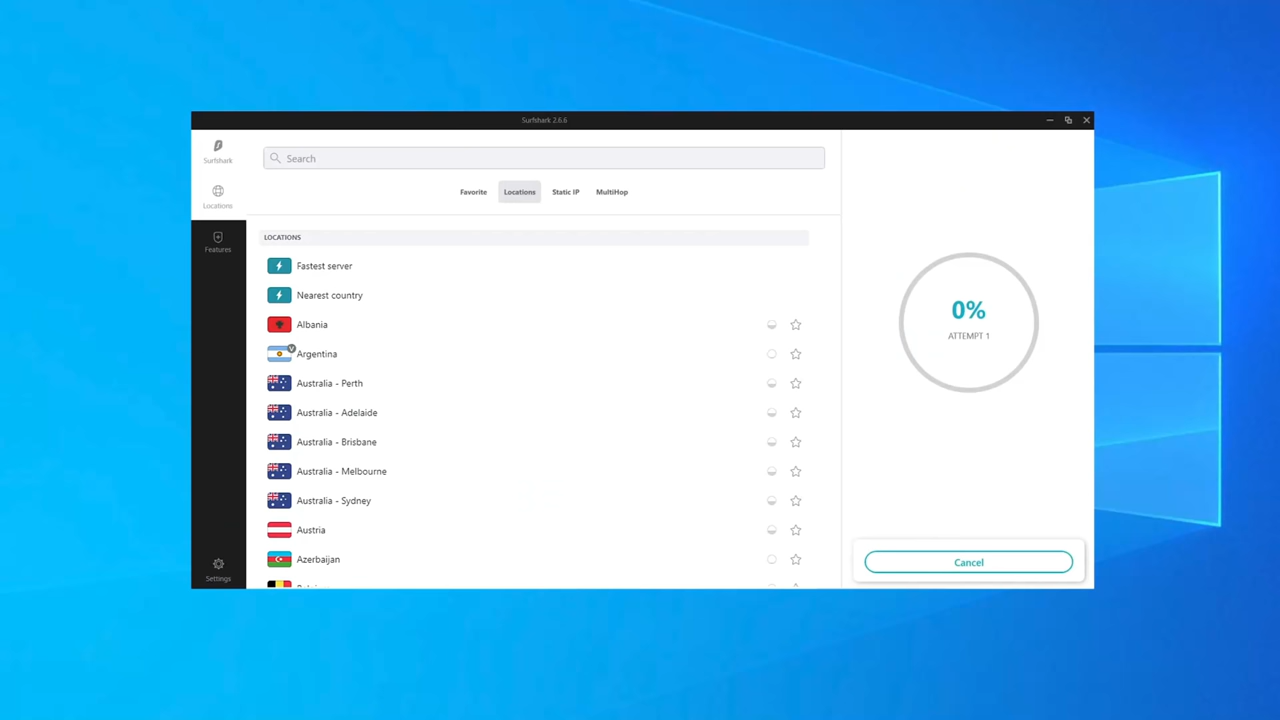 Surfshark 2.6.6
Surfshark
Locations
Features
Settings
Search
Favorite
Locations
Static IP
MultiHop
LOCATIONS
Fastest server
Nearest country
Albania
V
Argentina
Australia - Perth
Australia - Adelaide
Australia - Brisbane
Australia - Melbourne
Australia - Sydney
Austria
Azerbaijan
0%
ATTEMPT 1
Cancel